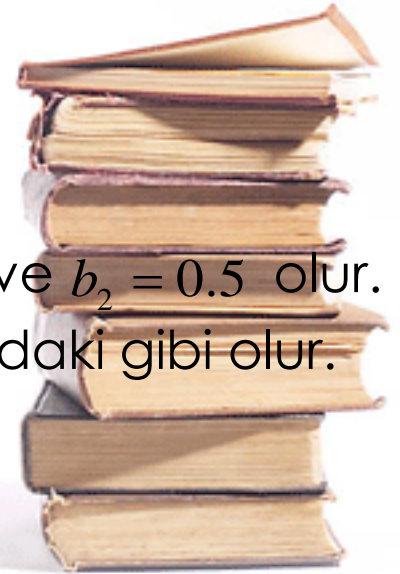 ve b₂ = 0.5 olur.
daki gibi olur.